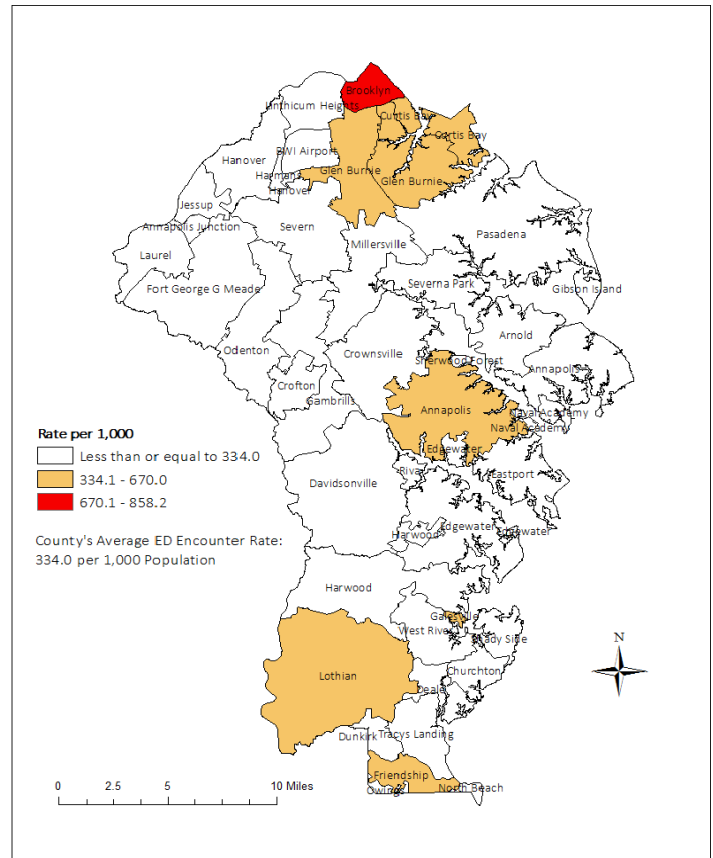 Brooklyn
Linthicum Heights
Curtis Bay
Curtis Bay
BWI Airport
Hanover
Glen Burnie
Harmans
Glen Burnie
Hanover
Jessup
Annapolis Junction
Severn
Pasadena
Millersville
Laurel
Severna Park
Fort George G Meade
Gibson Island
Arnold
Odenton
Crownsville
Sherwood Forest
Annapolis
Crofton
Gambrills
Annapolis
Naval Academy
Naval Academy
Rate per 1,000
Edgewater
Less than or equal to 334.0
334.1 - 670.0
670.1 - 858.2
Riva
Eastport
Davidsonville
Edgewater
Edgewater
Harwood
County's Average ED Encounter Rate:
334.0 per 1,000 Population
Harwood
Galesville
West River
Shady Side
N
Churchton
Lothian
Deale
Dunkirk
Tracys Landing
Friendship
Owings
North Beach
0 2.5 5 10 Miles